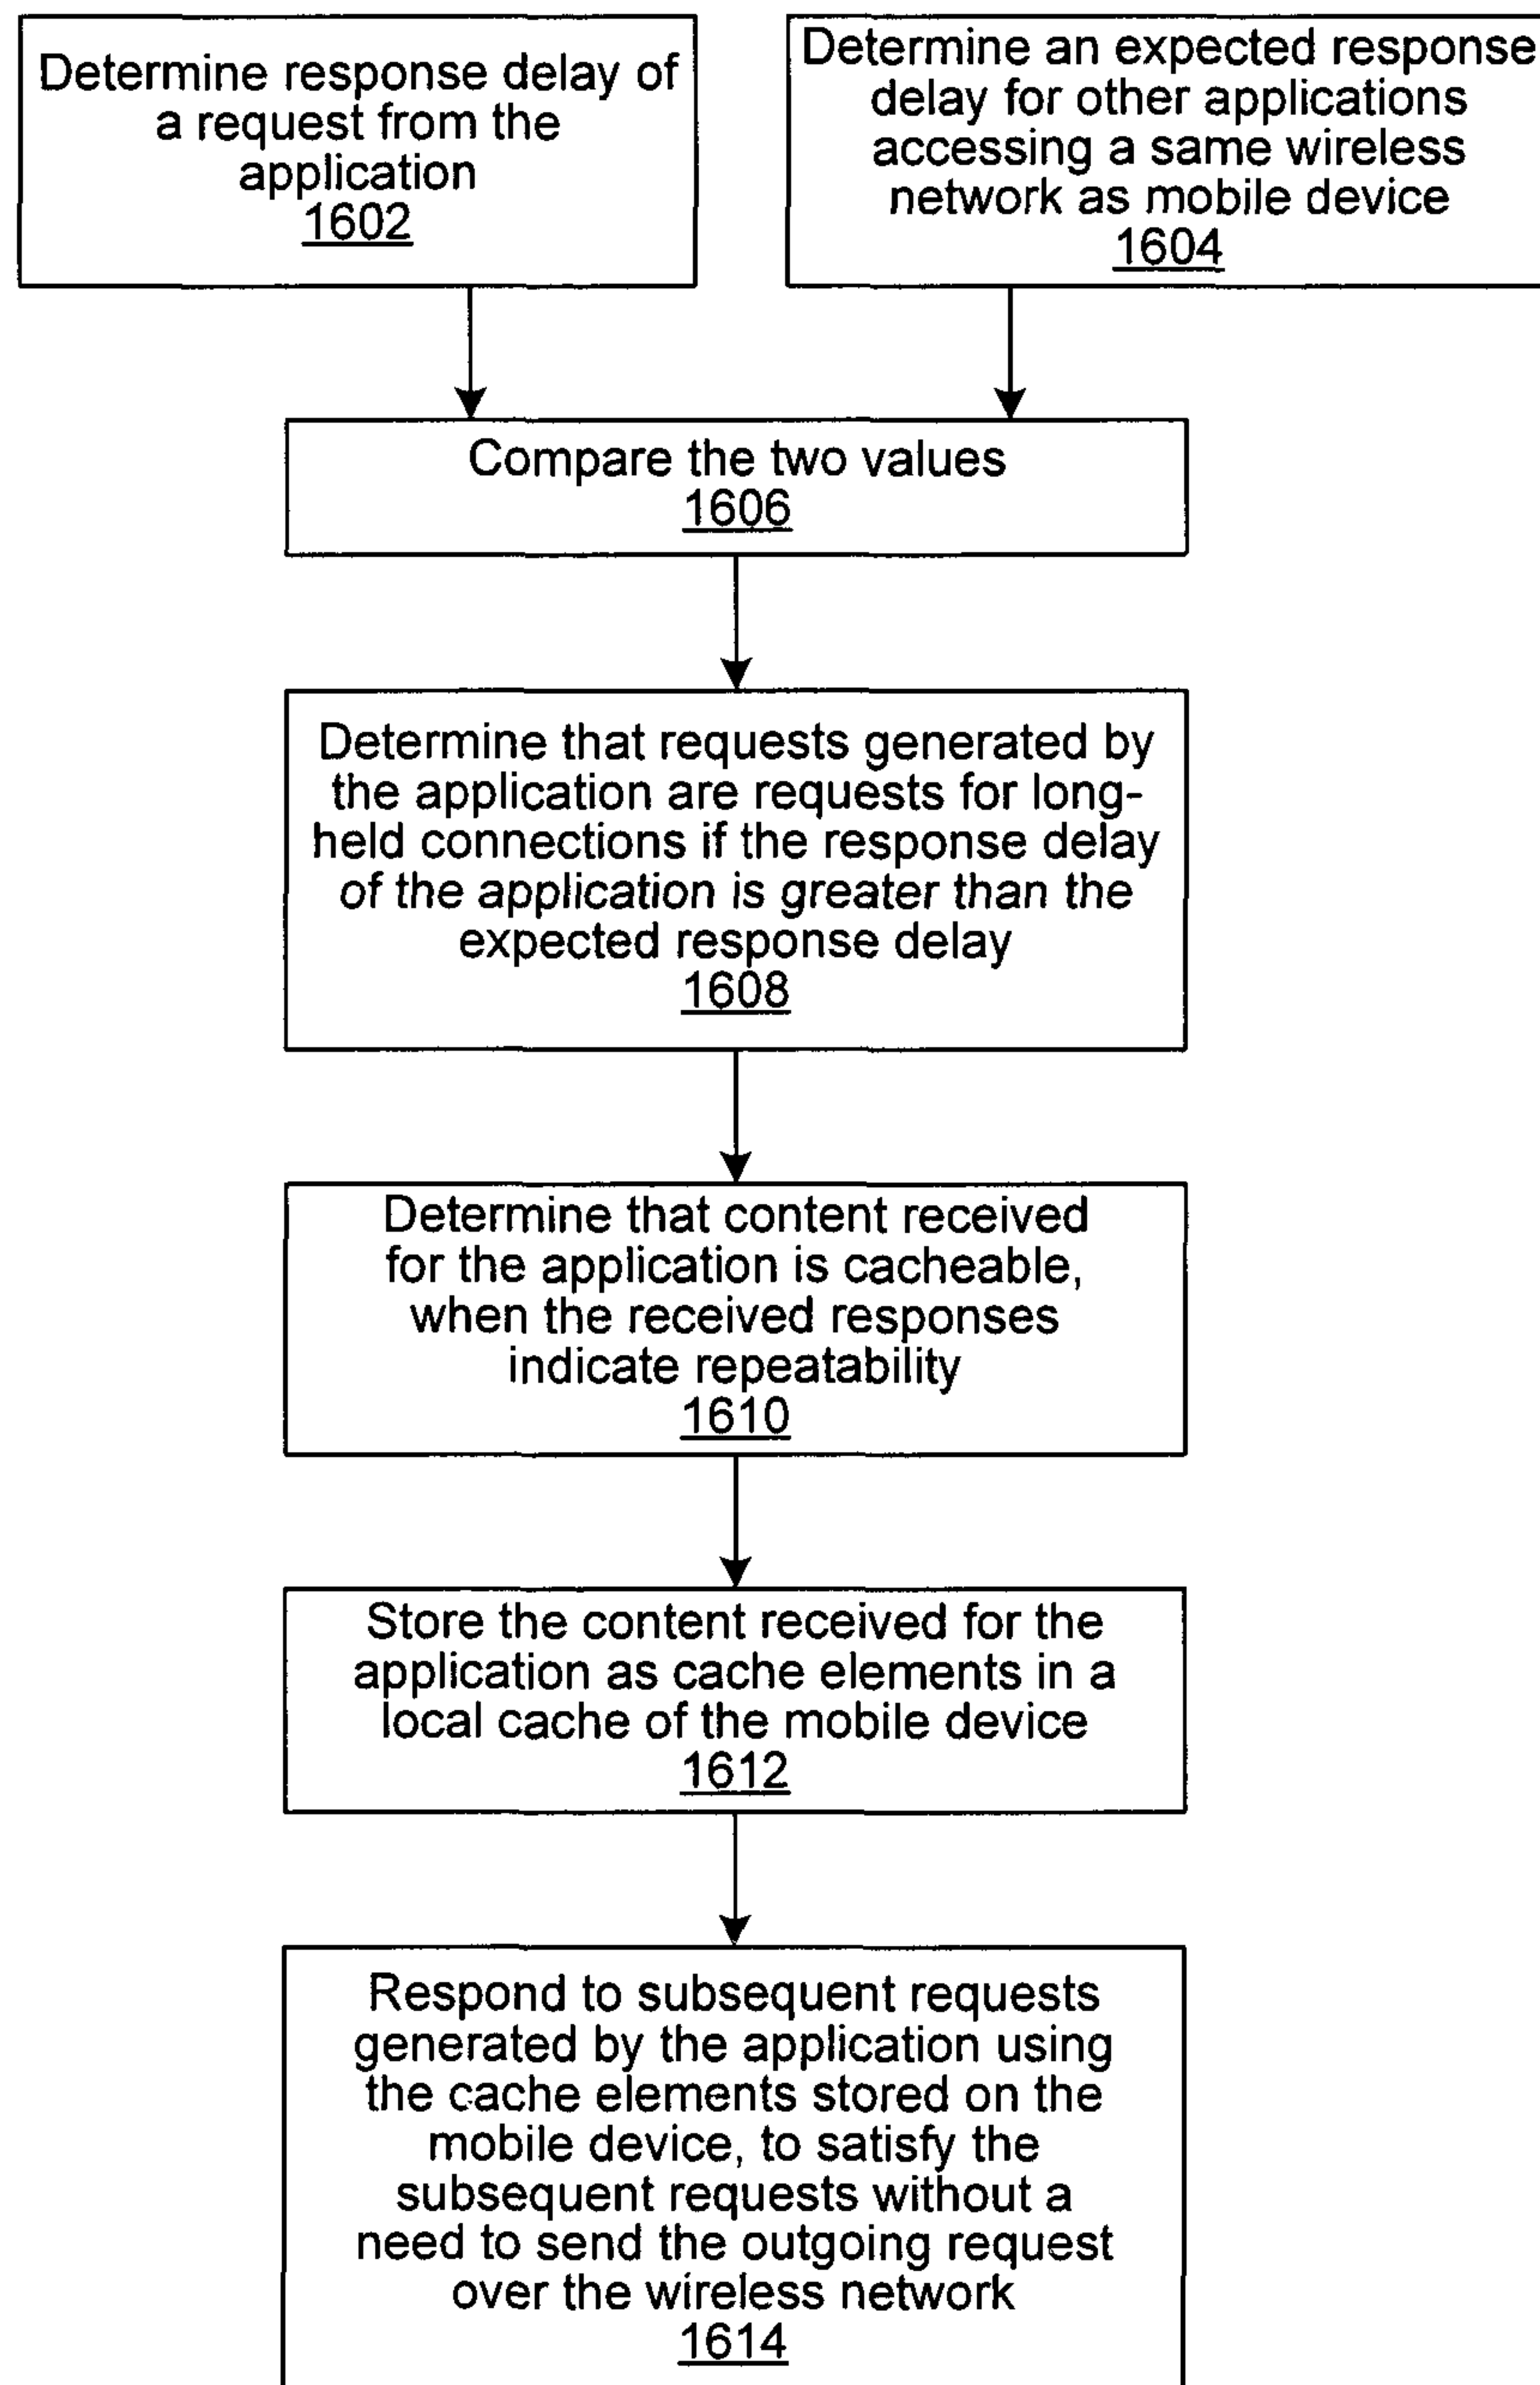 Determine response delay of
a request from the
application
1602
Determine an expected response
delay for other applications
accessing a same wireless
network as mobile device
1604
Compare the two values
1606
Determine that requests generated by
the application are requests for long-
held connections if the response delay
of the application is greater than the
expected response delay
1608
Determine that content received
for the application is cacheable,
when the received responses
indicate repeatability
1610
Store the content received for the
application as cache elements in a
local cache of the mobile device
1612
Respond to subsequent requests
generated by the application using
the cache elements stored on the
mobile device, to satisfy the
subsequent requests without a
need to send the outgoing request
over the wireless network
1614